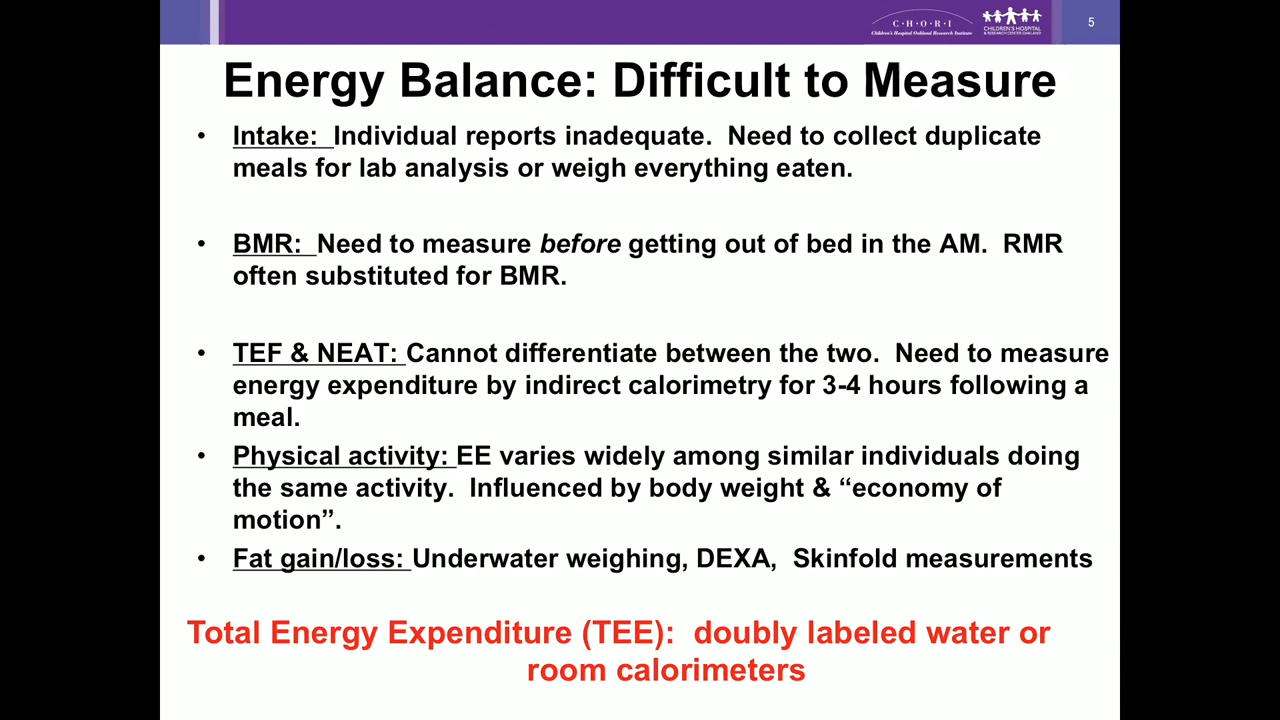 C·H·O·R·I
Children's Hospital Oakland Research Institute
CHILDREN'S HOSPITAL
& RESEARCH CENTER OAKLAND
5
Energy Balance: Difficult to Measure
• Intake: Individual reports inadequate. Need to collect duplicate
meals for lab analysis or weigh everything eaten.
• BMR: Need to measure before getting out of bed in the AM. RMR
often substituted for BMR.
• TEF & NEAT: Cannot differentiate between the two. Need to measure
energy expenditure by indirect calorimetry for 3-4 hours following a
meal.
• Physical activity: EE varies widely among similar individuals doing
the same activity. Influenced by body weight & “economy of
motion”.
• Fat gain/loss: Underwater weighing, DEXA, Skinfold measurements
Total Energy Expenditure (TEE): doubly labeled water or
room calorimeters